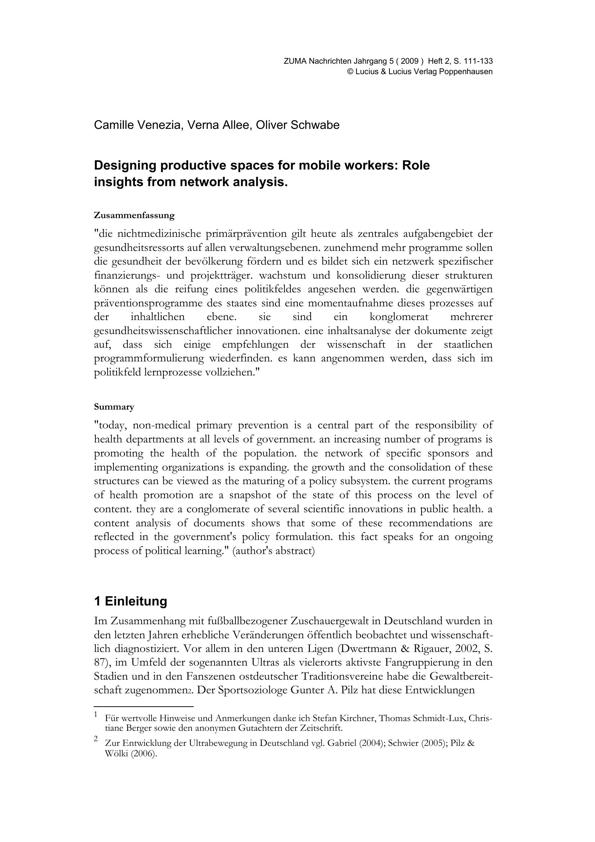 ZUMA Nachrichten Jahrgang 5 ( 2009 ) Heft 2, S. 111-133
© Lucius & Lucius Verlag Poppenhausen
Camille Venezia, Verna Allee, Oliver Schwabe
Designing productive spaces for mobile workers: Role
insights from network analysis.
Zusammenfassung
"die nichtmedizinische primärprävention gilt heute als zentrales aufgabengebiet der
gesundheitsressorts auf allen verwaltungsebenen. zunehmend mehr programme sollen
die gesundheit der bevölkerung fördern und es bildet sich ein netzwerk spezifischer
finanzierungs- und projektträger. wachstum und konsolidierung dieser strukturen
können als die reifung eines politikfeldes angesehen werden. die gegenwärtigen
präventionsprogramme des staates sind eine momentaufnahme dieses prozesses auf
der inhaltlichen ebene. sie sind ein konglomerat mehrerer
gesundheitswissenschaftlicher innovationen. eine inhaltsanalyse der dokumente zeigt
auf, dass sich einige empfehlungen der wissenschaft in der staatlichen
programmformulierung wiederfinden. es kann angenommen werden, dass sich im
politikfeld lernprozesse vollziehen."
Summary
"today, non-medical primary prevention is a central part of the responsibility of
health departments at all levels of government. an increasing number of programs is
promoting the health of the population. the network of specific sponsors and
implementing organizations is expanding. the growth and the consolidation of these
structures can be viewed as the maturing of a policy subsystem. the current programs
of health promotion are a snapshot of the state of this process on the level of
content. they are a conglomerate of several scientific innovations in public health. a
content analysis of documents shows that some of these recommendations are
reflected in the government's policy formulation. this fact speaks for an ongoing
process of political learning." (author's abstract)
1 Einleitung
Im Zusammenhang mit fußballbezogener Zuschauergewalt in Deutschland wurden in
den letzten Jahren erhebliche Veränderungen öffentlich beobachtet und wissenschaft-
lich diagnostiziert. Vor allem in den unteren Ligen (Dwertmann & Rigauer, 2002, S.
87), im Umfeld der sogenannten Ultras als vielerorts aktivste Fangruppierung in den
Stadien und in den Fanszenen ostdeutscher Traditionsvereine habe die Gewaltbereit-
schaft zugenommen2. Der Sportsoziologe Gunter A. Pilz hat diese Entwicklungen
1 Für wertvolle Hinweise und Anmerkungen danke ich Stefan Kirchner, Thomas Schmidt-Lux, Chris-
tiane Berger sowie den anonymen Gutachtern der Zeitschrift.
2 Zur Entwicklung der Ultrabewegung in Deutschland vgl. Gabriel (2004); Schwier (2005); Pilz &
Wölki (2006).